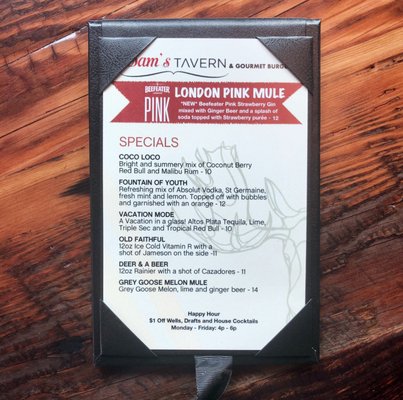 Sam's TAVERN & GOURMET BURGE
BEEFEATER
PINK
LONDON PINK MULE
"NEW" Beefeater Pink Strawberry Gin
mixed with Ginger Beer and a splash of
soda topped with Strawberry purée - 12
SPECIALS
COCO LOCO
Bright and summery mix of Coconut Berry
Red Bull and Malibu Rum - 10
FOUNTAIN OF YOUTH
Refreshing mix of Absolut Vodka, St Germaine,
fresh mint and lemon. Topped off with bubbles
and garnished with an orange - 12
VACATION MODE
A Vacation in a glass! Altos Plata Tequila, Lime,
Triple Sec and Tropical Red Bull - 10
OLD FAITHFUL
12oz Ice Cold Vitamin R with a
shot of Jameson on the side -11
DEER & A BEER
12oz Rainier with a shot of Cazadores - 11
GREY GOOSE MELON MULE
Grey Goose Melon, lime and ginger beer - 14
Happy Hour
$1 Off Wells, Drafts and House Cocktails
Monday - Friday: 4p - 6p